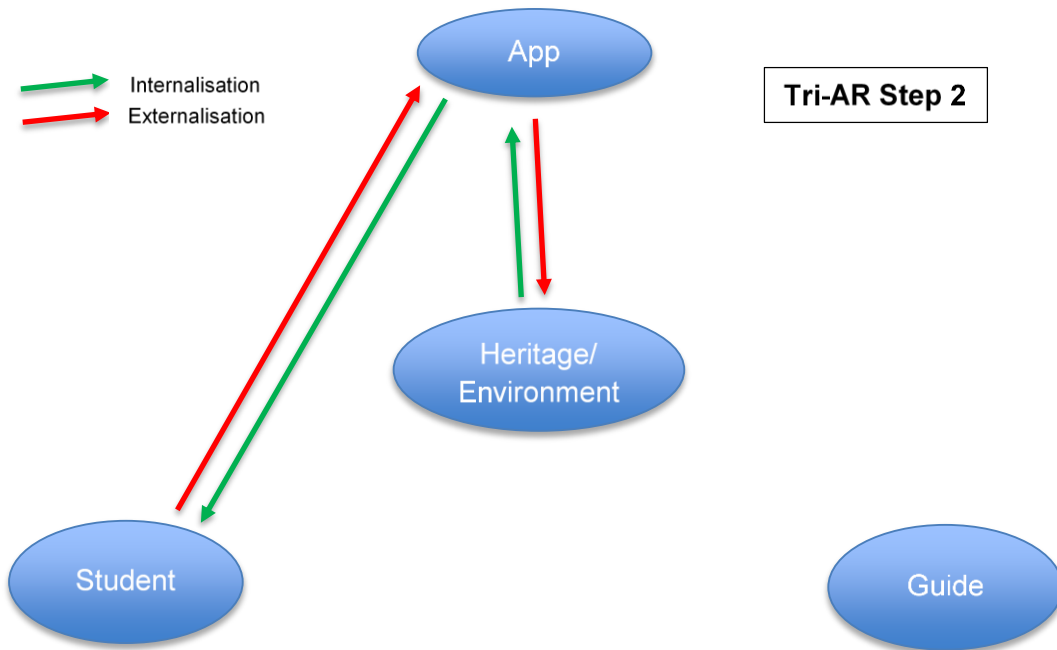 App
Internalisation
Externalisation
Tri-AR Step 2
Heritage/
Environment
Student
Guide